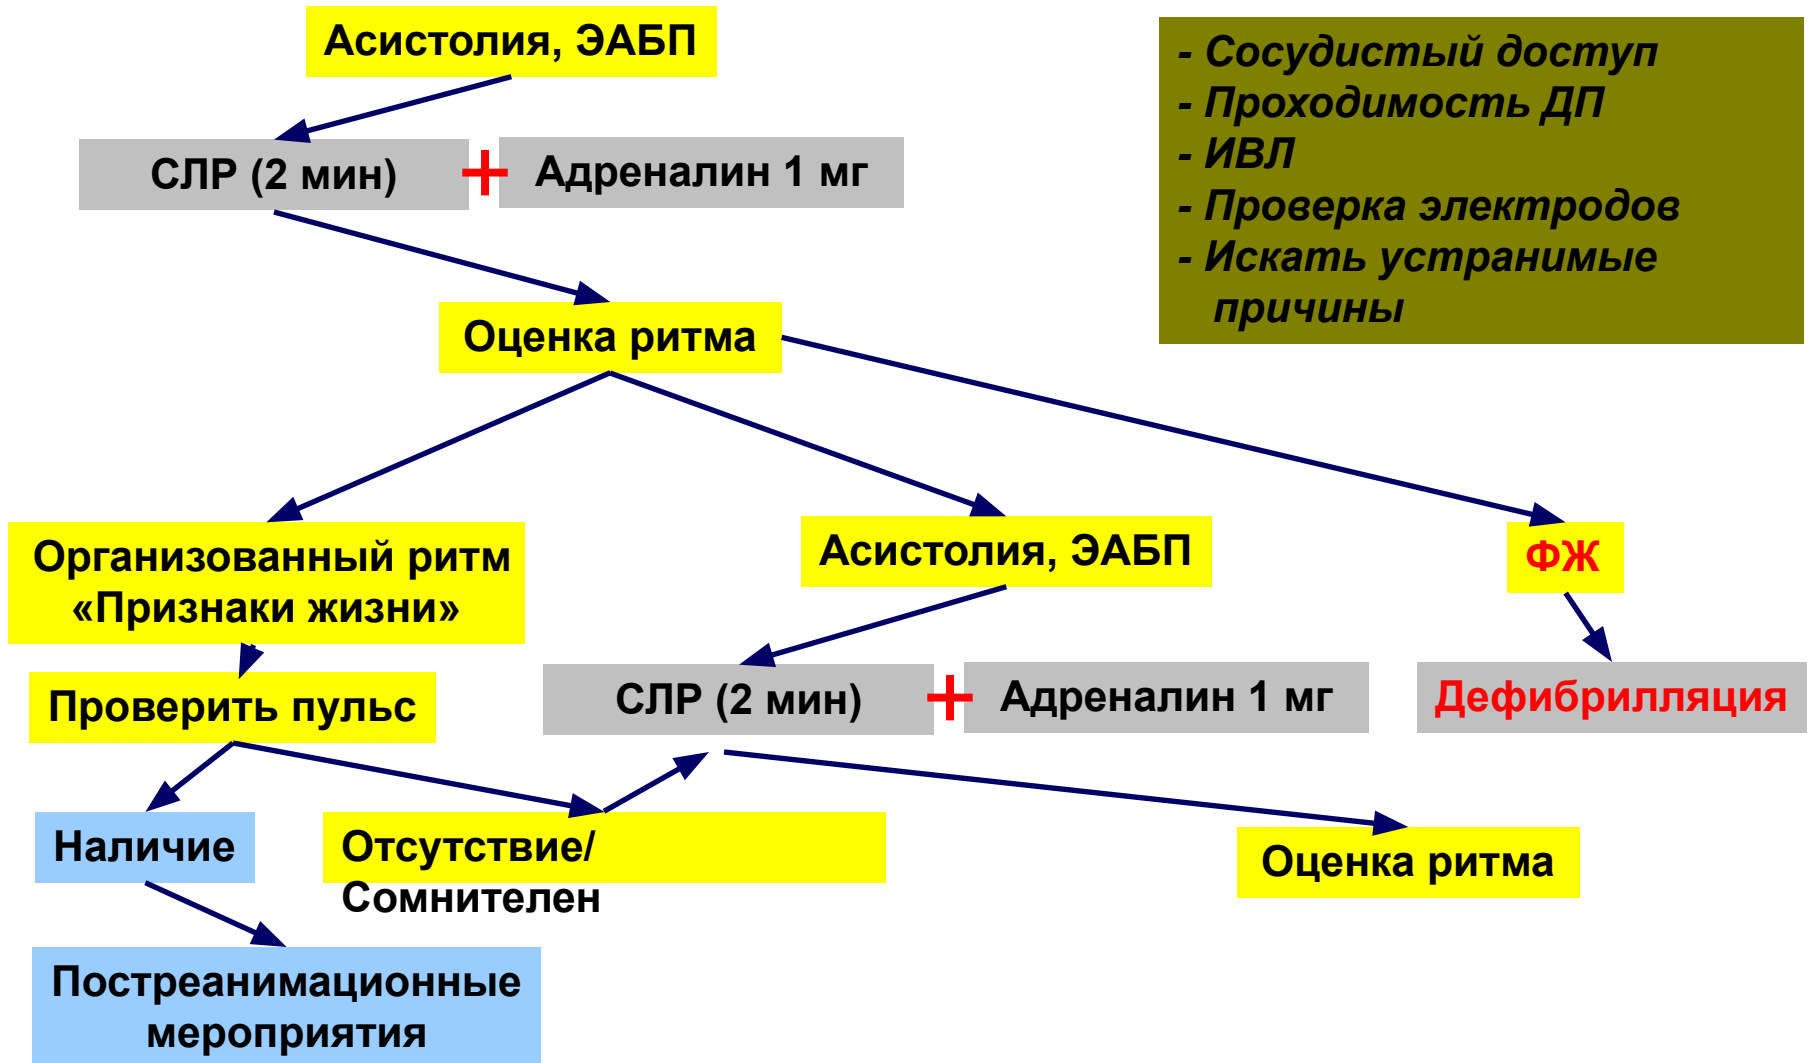 Асистолия, ЭАБП
- Сосудистый доступ
- Проходимость ДП
- ИВЛ
- Проверка электродов
- Искать устранимые
причины
СЛР (2 мин) + Адреналин 1 мг
Оценка ритма
Организованный ритм
«Признаки жизни»
Асистолия, ЭАБП
ФЖ
Проверить пульс
СЛР (2 мин) + Адреналин 1 мг
Дефибрилляция
Наличие
Отсутствие/
Сомнителен
Оценка ритма
Постреанимационные
мероприятия